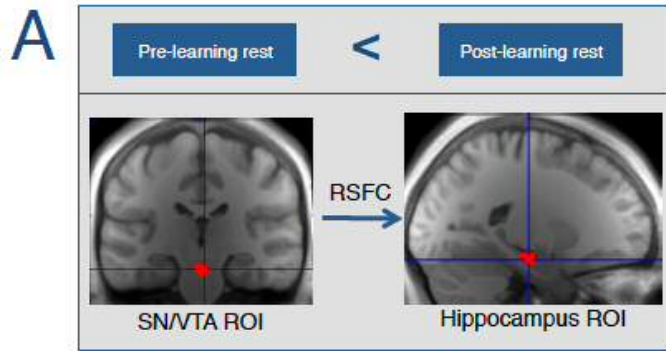 A
Pre-learning rest < Post-learning rest
RSFC
SN/VTA ROI
Hippocampus ROI